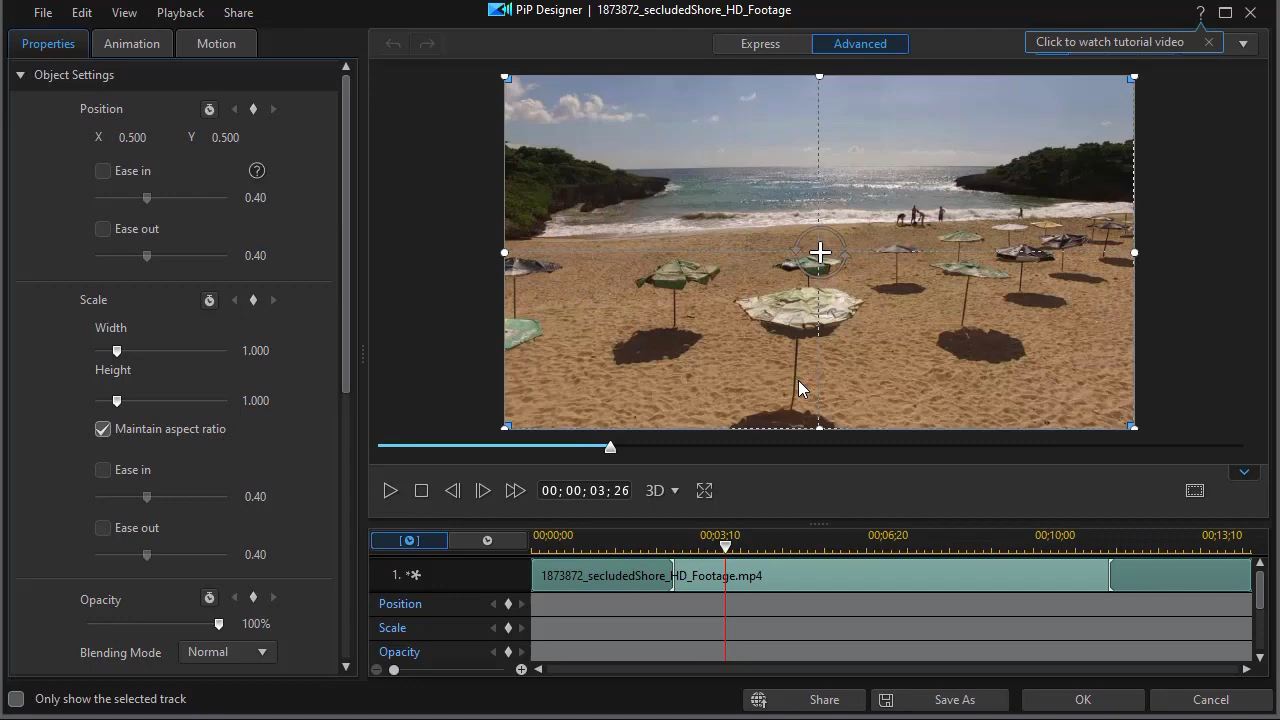 File Edit View Playback Share
PiP Designer | 1873872_secludedShore_HD_Footage
?
Properties Animation Motion
Express Advanced
Click to watch tutorial video
Object Settings
Position
X 0.500 Y 0.500
Ease in
0.40
Ease out
0.40
Scale
Width
1.000
Height
1.000
Maintain aspect ratio
Ease in
0.40
Ease out
0.40
Opacity
100%
Blending Mode Normal
00; 00; 03; 26 3D
00;00;00 00;03;10 00;06;20 00;10;00 00;13;10
1. *
1873872_secludedShore_HD_Footage.mp4
Position
Scale
Opacity
Only show the selected track
Share Save As OK Cancel